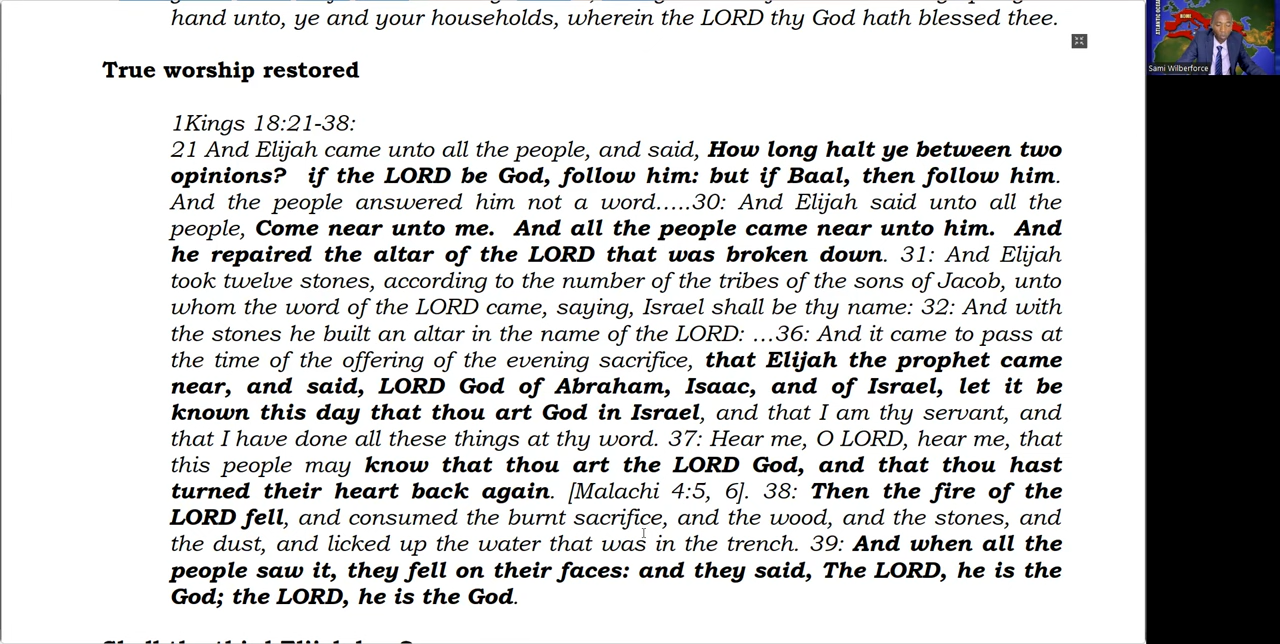 hand unto, ye and your households, wherein the LORD thy God hath blessed thee.
True worship restored
1Kings 18:21-38:
21 And Elijah came unto all the people, and said, How long halt ye between two
opinions?  if the LORD be God, follow him: but if Baal, then follow him.
And the people answered him not a word…..30: And Elijah said unto all the
people, Come near unto me.  And all the people came near unto him.  And
he repaired the altar of the LORD that was broken down. 31: And Elijah
took twelve stones, according to the number of the tribes of the sons of Jacob, unto
whom the word of the LORD came, saying, Israel shall be thy name: 32: And with
the stones he built an altar in the name of the LORD: …36: And it came to pass at
the time of the offering of the evening sacrifice, that Elijah the prophet came
near, and said, LORD God of Abraham, Isaac, and of Israel, let it be
known this day that thou art God in Israel, and that I am thy servant, and
that I have done all these things at thy word. 37: Hear me, O LORD, hear me, that
this people may know that thou art the LORD God, and that thou hast
turned their heart back again. [Malachi 4:5, 6]. 38: Then the fire of the
LORD fell, and consumed the burnt sacrifice, and the wood, and the stones, and
the dust, and licked up the water that was in the trench. 39: And when all the
people saw it, they fell on their faces: and they said, The LORD, he is the
God; the LORD, he is the God.
ATLANTIC OCEA
ROME
Sami Wilberforce